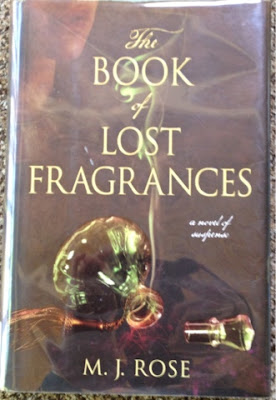 The
BOOK
of
LOST
FRAGRANCES
a novel of
suspense
M. J. ROSE